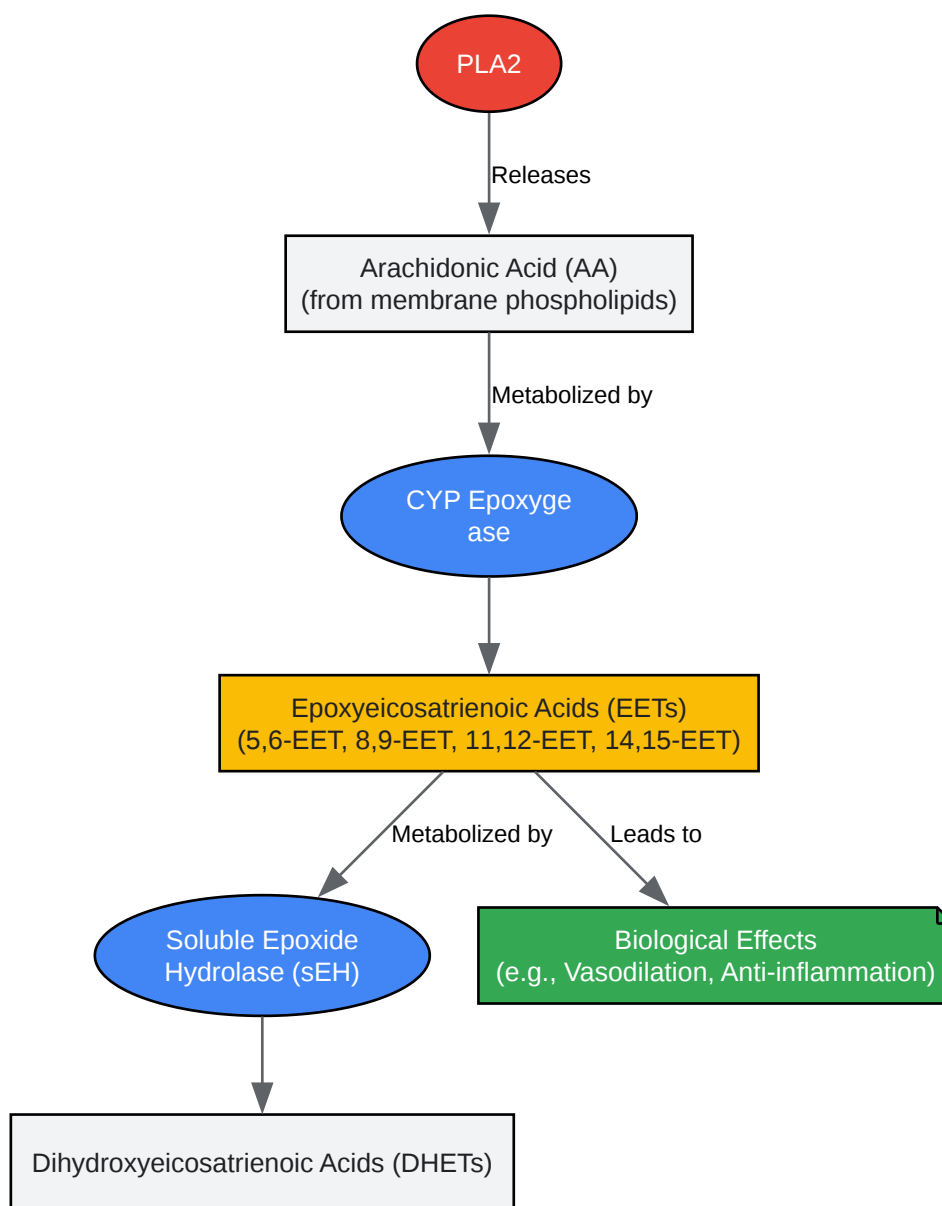 PLA2
Releases
Arachidonic Acid (AA)
(from membrane phospholipids)
Metabolized by
CYP Epoxyge
ase
Epoxyeicosatrienoic Acids (EETs)
(5,6-EET, 8,9-EET, 11,12-EET, 14,15-EET)
Metabolized by
Leads to
Soluble Epoxide
Hydrolase (sEH)
Biological Effects
(e.g., Vasodilation, Anti-inflammation)
Dihydroxyeicosatrienoic Acids (DHETs)